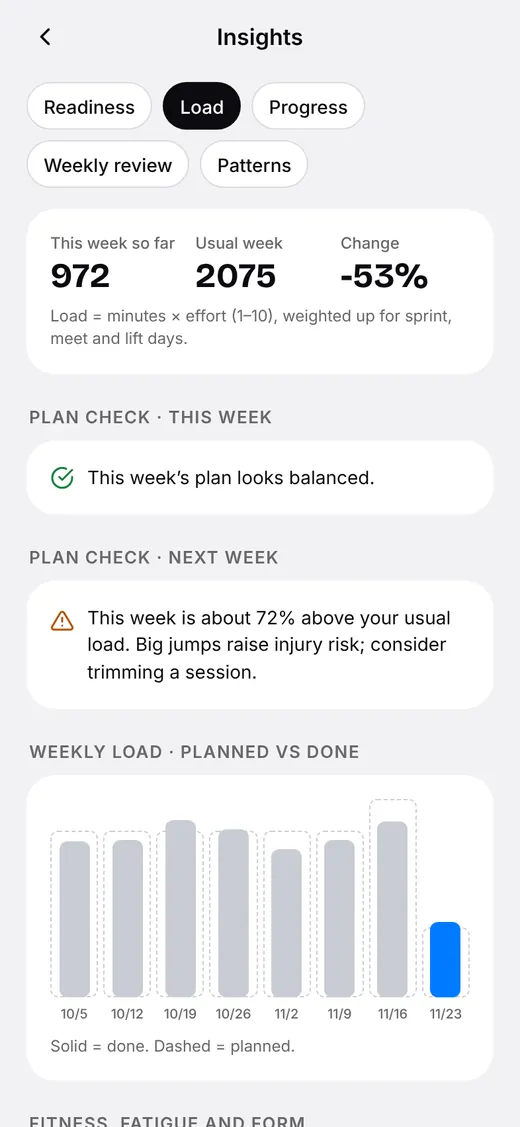 Insights
Readiness
Load
Progress
Weekly review
Patterns
This week so far
Usual week
Change
972
2075
-53%
Load = minutes × effort (1–10), weighted up for sprint,
meet and lift days.
PLAN CHECK · THIS WEEK
This week’s plan looks balanced.
PLAN CHECK · NEXT WEEK
This week is about 72% above your usual
load. Big jumps raise injury risk; consider
trimming a session.
WEEKLY LOAD · PLANNED VS DONE
10/5
10/12
10/19
10/26
11/2
11/9
11/16
11/23
Solid = done. Dashed = planned.
FITNESS, FATIGUE AND FORM